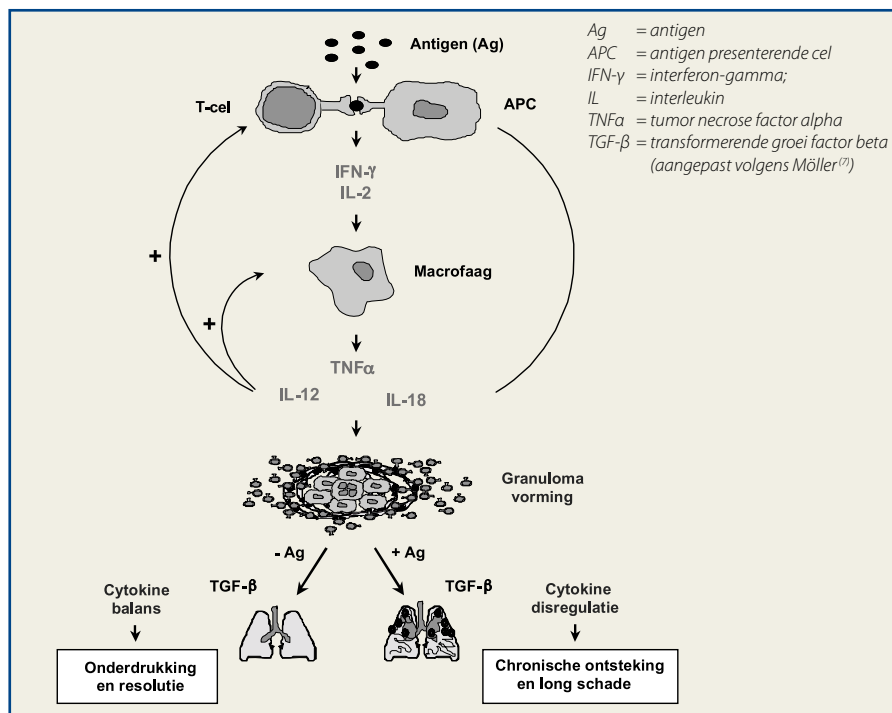 Antigen (Ag)
T-cel
APC
Ag = antigen
APC = antigen presenterende cel
IFN-γ = interferon-gamma;
IL = interleukin
TNFα = tumor necrose factor alpha
TGF-β = transformerende groei factor beta
(aangepast volgens Möller (7))
IFN-γ
IL-2
+
Macrofaag
+
TNFα
IL-12
IL-18
Granuloma
vorming
- Ag
+ Ag
TGF-β
TGF-β
Cytokine
balans
Cytokine
disregulatie
Onderdrukking
en resolutie
Chronische ontsteking
en long schade